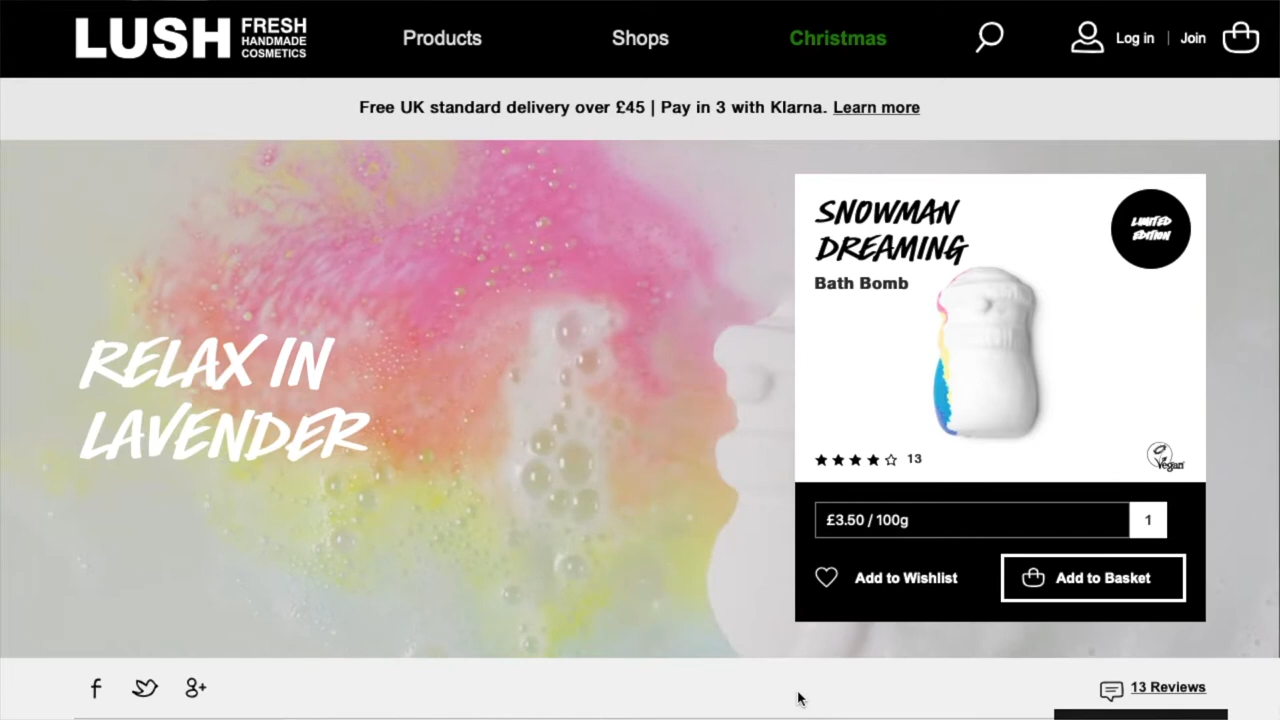 LUSH
FRESH
HANDMADE
COSMETICS
Products
Shops
Christmas
Log in | Join
Free UK standard delivery over £45 | Pay in 3 with Klarna. Learn more
RELAX IN
LAVENDER
SNOWMAN
DREAMING
Bath Bomb
LIMITED
EDITION
13
Vegan
£3.50 / 100g
1
Add to Wishlist
Add to Basket
f
8+
13 Reviews